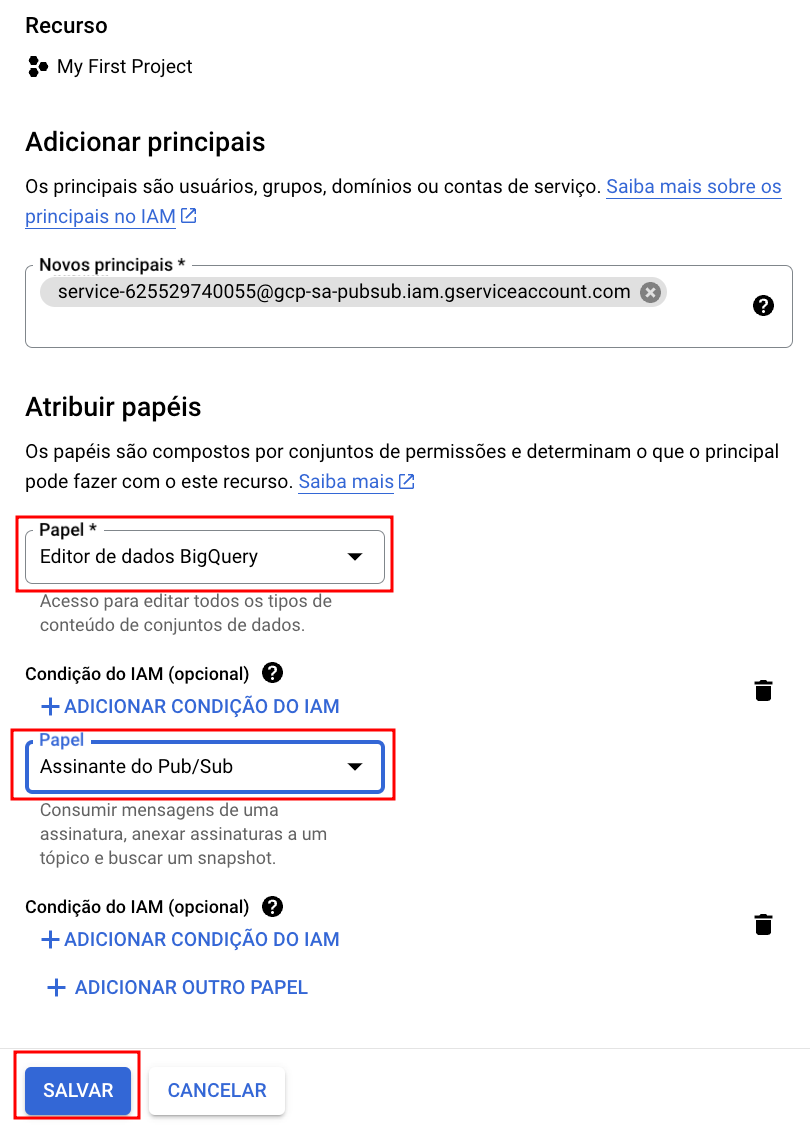 Recurso
My First Project
Adicionar principais
Os principais são usuários, grupos, domínios ou contas de serviço. Saiba mais sobre os
principais no IAM
Novos principais *
service-625529740055@gcp-sa-pubsub.iam.gserviceaccount.com
Atribuir papéis
Os papéis são compostos por conjuntos de permissões e determinam o que o principal
pode fazer com o este recurso. Saiba mais
Papel *
Editor de dados BigQuery
Acesso para editar todos os tipos de
conteúdo de conjuntos de dados.
Condição do IAM (opcional)
ADICIONAR CONDIÇÃO DO IAM
Papel
Assinante do Pub/Sub
Consumir mensagens de uma
assinatura, anexar assinaturas a um
tópico e buscar um snapshot.
Condição do IAM (opcional)
ADICIONAR CONDIÇÃO DO IAM
ADICIONAR OUTRO PAPEL
SALVAR CANCELAR